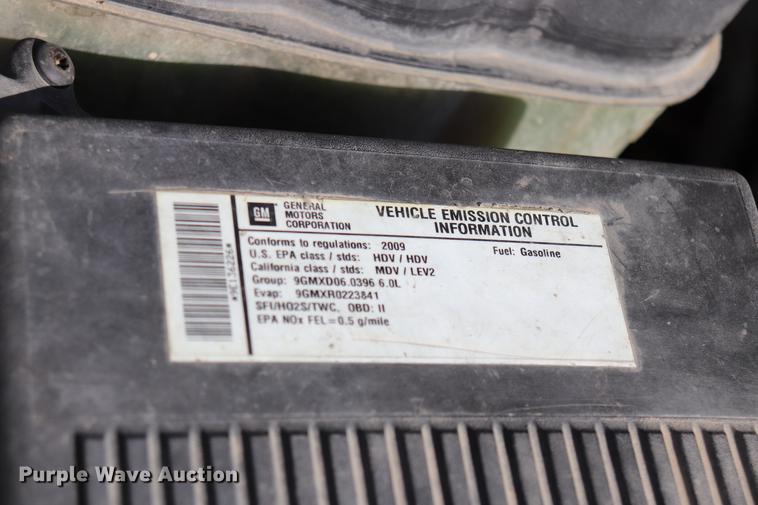 GM GENERAL MOTORS CORPORATION
VEHICLE EMISSION CONTROL
INFORMATION
Conforms to regulations: 2009
Fuel: Gasoline
U.S. EPA class / stds: HDV / HDV
California class / stds: MDV / LEV2
Group: 9GMXD06.0396 6.0L
Evap: 9GMXR0223841
SFI/HO2S/TWC, OBD: II
EPA NOx FEL=0.5 g/mile
*9EL36226*
Purple Wave Auction